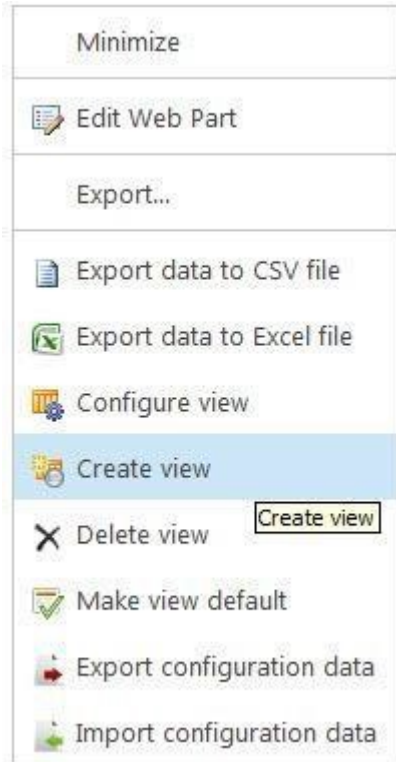 Minimize
Edit Web Part
Export...
Export data to CSV file
Export data to Excel file
Configure view
Create view
Create view
Delete view
Make view default
Export configuration data
Import configuration data